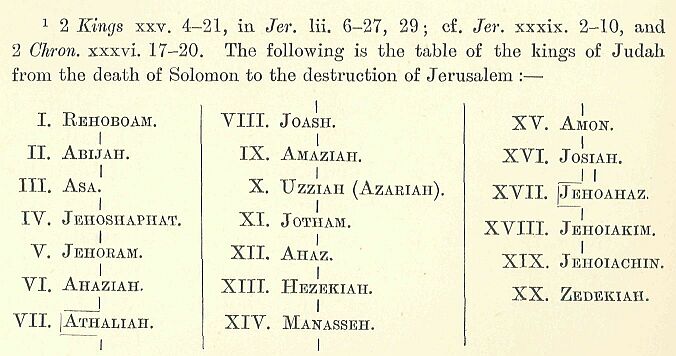 ¹ 2 Kings xxv. 4–21, in Jer. lii. 6–27, 29; cf. Jer. xxxix. 2–10, and
2 Chron. xxxvi. 17–20. The following is the table of the kings of Judah
from the death of Solomon to the destruction of Jerusalem :—
I. Rehoboam.
II. Abijah.
III. Asa.
IV. Jehoshaphat.
V. Jehoram.
VI. Ahaziah.
VII. Athaliah.
VIII. Joash.
IX. Amaziah.
X. Uzziah (Azariah).
XI. Jotham.
XII. Ahaz.
XIII. Hezekiah.
XIV. Manasseh.
XV. Amon.
XVI. Josiah.
XVII. Jehoahaz.
XVIII. Jehoiakim.
XIX. Jehoiachin.
XX. Zedekiah.